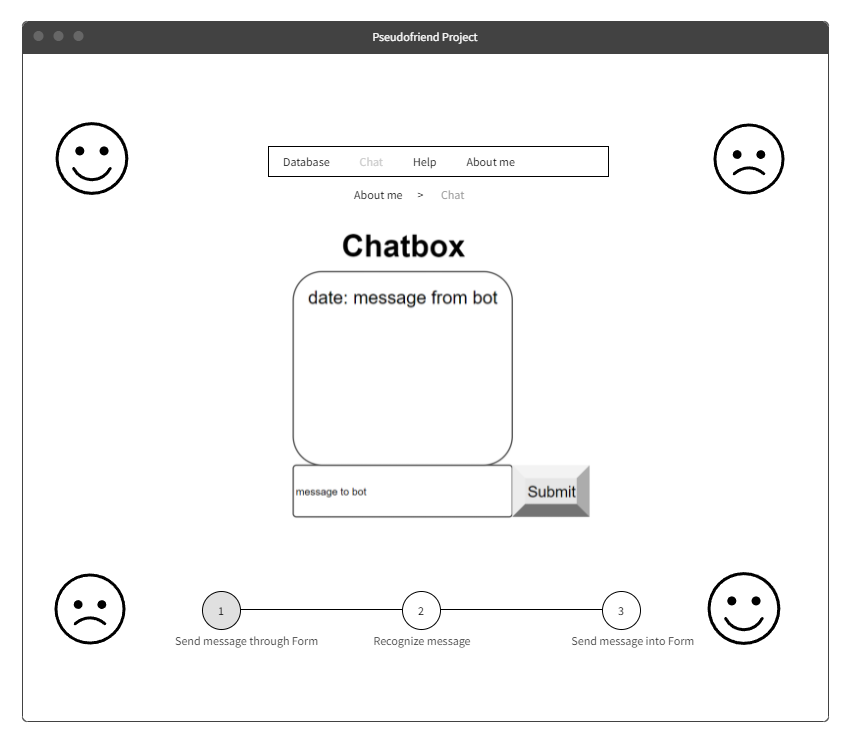 Pseudofriend Project
Database Chat Help About me
About me > Chat
Chatbox
date: message from bot
message to bot
Submit
1 2 3
Send message through Form Recognize message Send message into Form